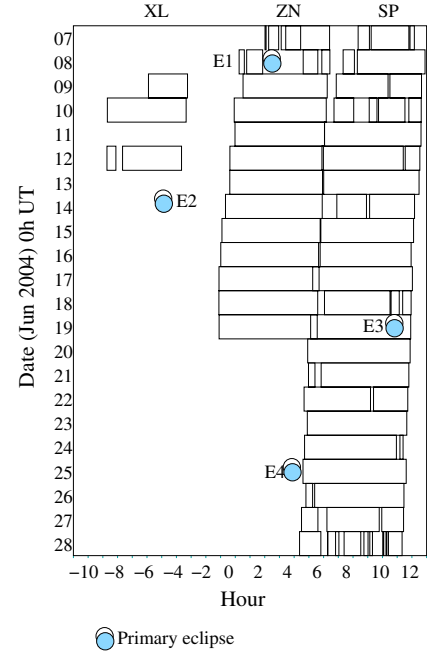 XL ZN SP
07
08 E1
09
10
11
12
13
14 E2
15
16
17
18
19 E3
20
21
22
23
24
25 E4
26
27
28
Date (Jun 2004) 0h UT
−10 −8 −6 −4 −2 0 2 4 6 8 10 12
Hour
Primary eclipse